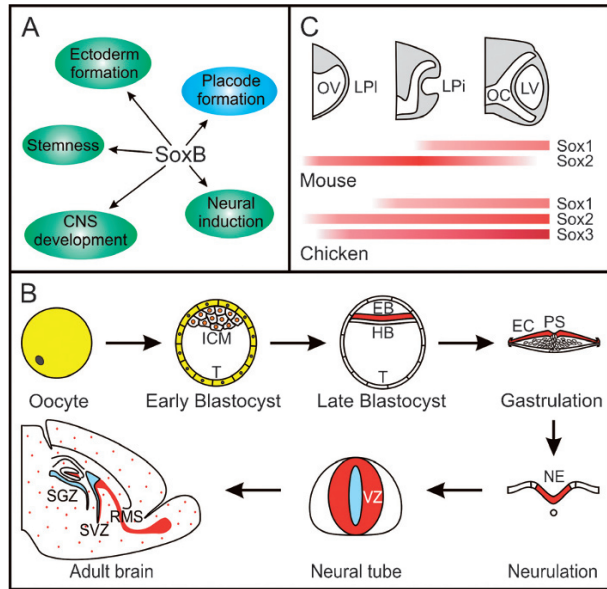 A
Ectoderm
formation
Placode
formation
Stemness
SoxB
CNS
development
Neural
induction
C
OV
LPl
LPi
OC
LV
Sox1
Sox2
Mouse
Sox1
Sox2
Sox3
Chicken
B
Oocyte
ICM
T
Early Blastocyst
EB
HB
T
Late Blastocyst
EC
PS
Gastrulation
SGZ
SVZ
RMS
Adult brain
VZ
Neural tube
NE
Neurulation